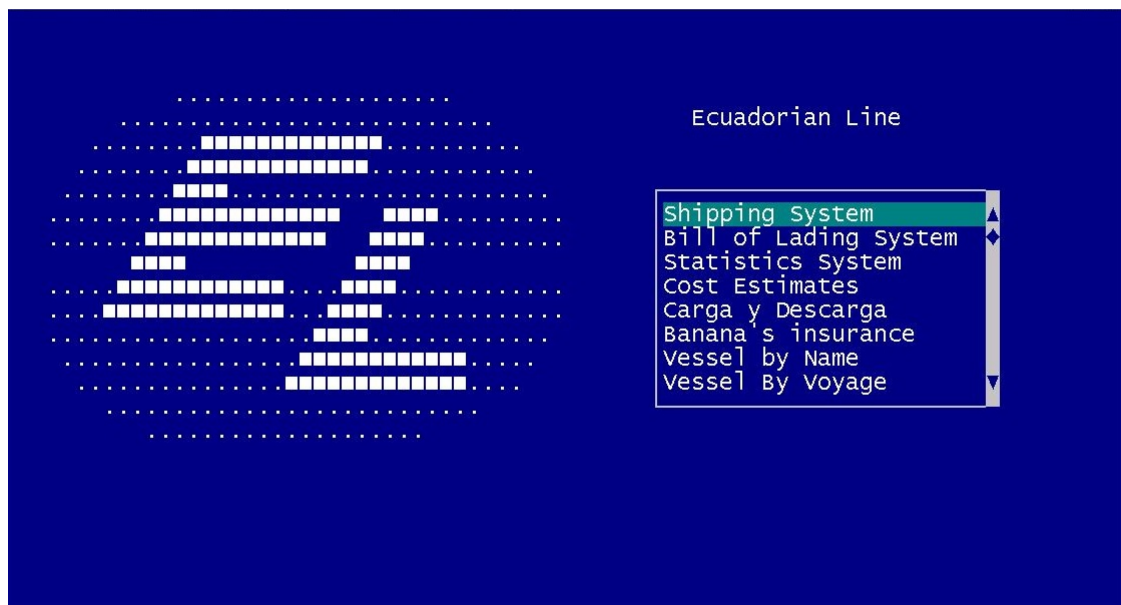 Ecuadorian Line
Shipping System
Bill of Lading System
Statistics System
Cost Estimates
Carga y Descarga
Banana's insurance
Vessel by Name
Vessel By Voyage